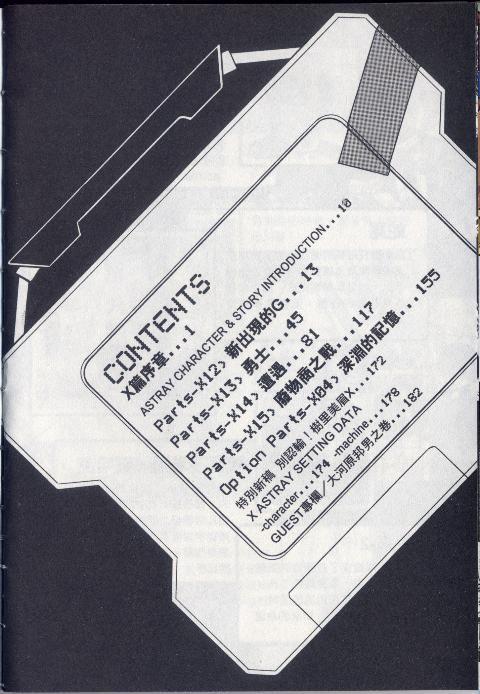 CONTENTS
X編序章...1
ASTRAY CHARACTER & STORY INTRODUCTION...10
Parts-X12> 新出現的G...13
Parts-X13> 勇士...45
Parts-X14> 遭遇...81
Parts-X15> 廢物商之戰...117
Option Parts-X04> 深淵的記憶...155
特別新稿 別認輸!樹里美眉X...172
X ASTRAY SETTING DATA
-character...174 -machine...178
GUEST專欄/大河原邦男之卷...182